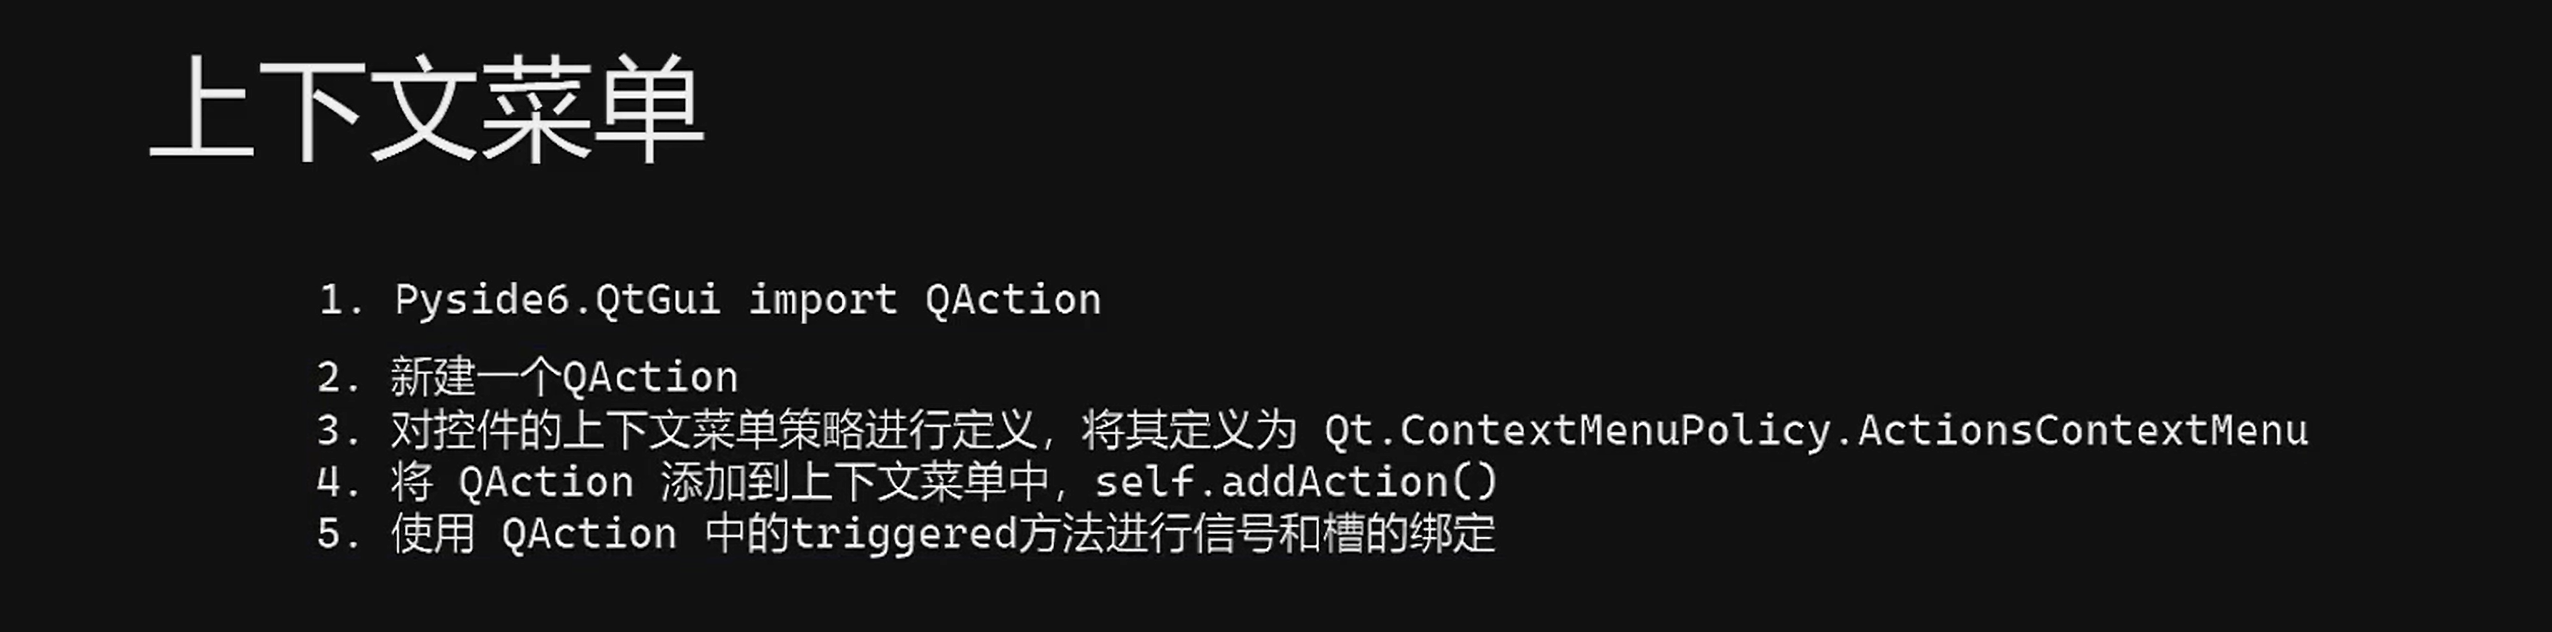 上下文菜单
1. Pyside6.QtGui import QAction
2. 新建一个QAction
3. 对控件的上下文菜单策略进行定义，将其定义为 Qt.ContextMenuPolicy.ActionsContextMenu
4. 将 QAction 添加到上下文菜单中，self.addAction()
5. 使用 QAction 中的triggered方法进行信号和槽的绑定